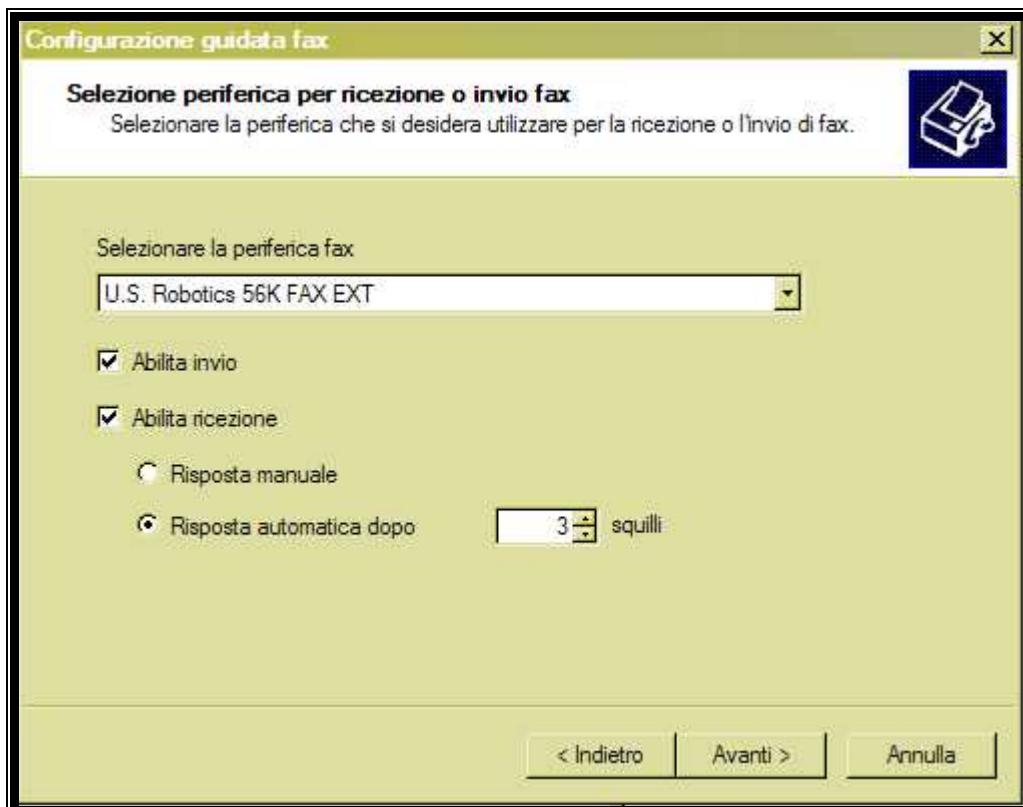 Configurazione guidata fax
Selezione periferica per ricezione o invio fax
Selezionare la periferica che si desidera utilizzare per la ricezione o l'invio di fax.
Selezionare la periferica fax
U.S. Robotics 56K FAX EXT
Abilita invio
Abilita ricezione
Risposta manuale
Risposta automatica dopo 3 squilli
< Indietro Avanti > Annulla